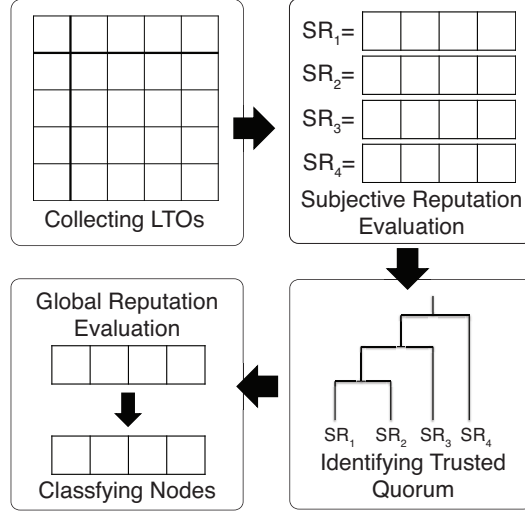 Collecting LTOs
SR1=
SR2=
SR3=
SR4=
Subjective Reputation
Evaluation
Global Reputation
Evaluation
Classfying Nodes
SR1 SR2 SR3 SR4
Identifying Trusted
Quorum